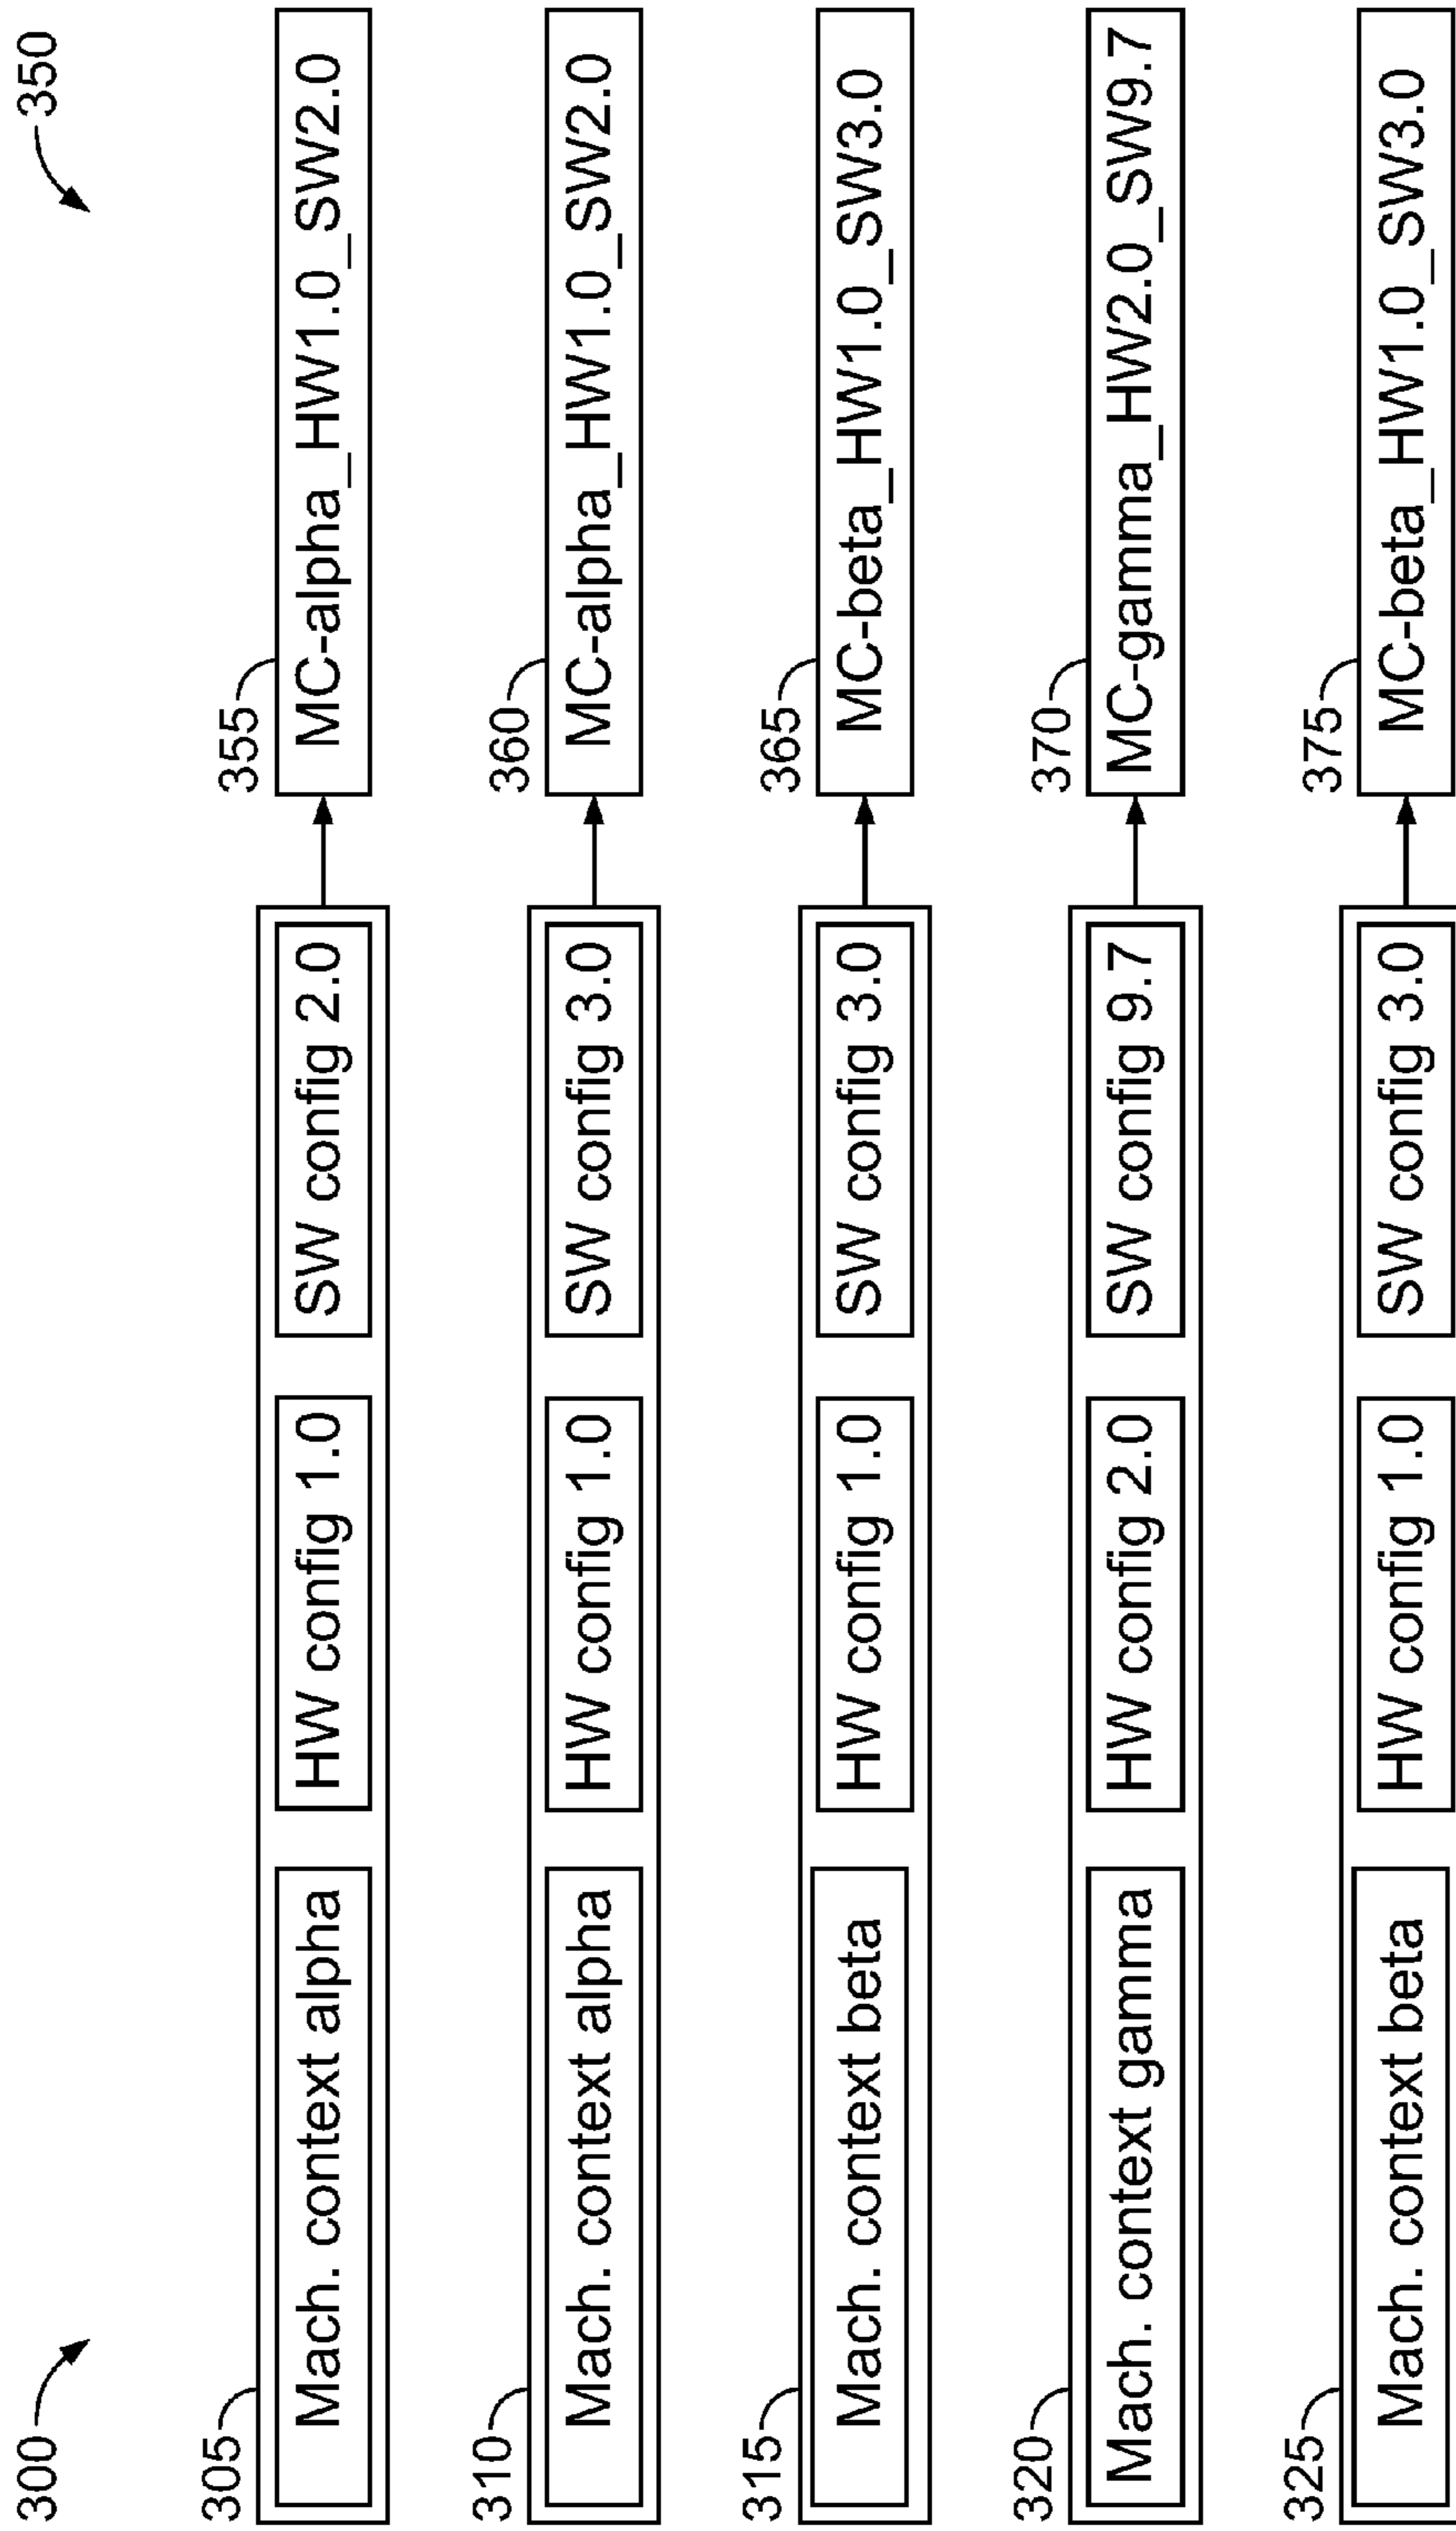 300
350
305
355
Mach. context alpha
HW config 1.0
SW config 2.0
MC-alpha_HW1.0_SW2.0
310
360
Mach. context alpha
HW config 1.0
SW config 3.0
MC-alpha_HW1.0_SW2.0
315
365
Mach. context beta
HW config 1.0
SW config 3.0
MC-beta_HW1.0_SW3.0
320
370
Mach. context gamma
HW config 2.0
SW config 9.7
MC-gamma_HW2.0_SW9.7
325
375
Mach. context beta
HW config 1.0
SW config 3.0
MC-beta_HW1.0_SW3.0